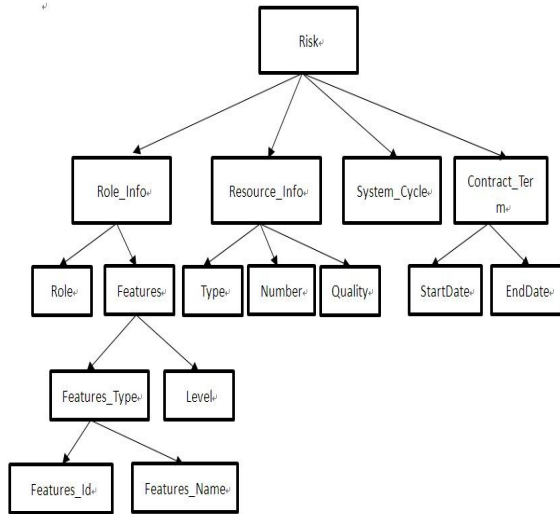 Risk
Role_Info
Resource_Info
System_Cycle
Contract_Ter
m
Role
Features
Type
Number
Quality
StartDate
EndDate
Features_Type
Level
Features_Id
Features_Name